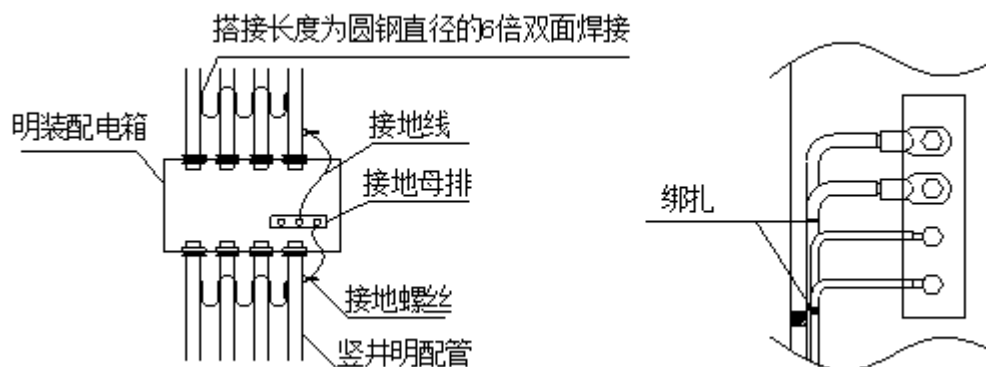 搭接长度为圆钢直径的6倍双面焊接
明装配电箱
接地线
接地母排
绑扎
接地螺丝
竖井明配管